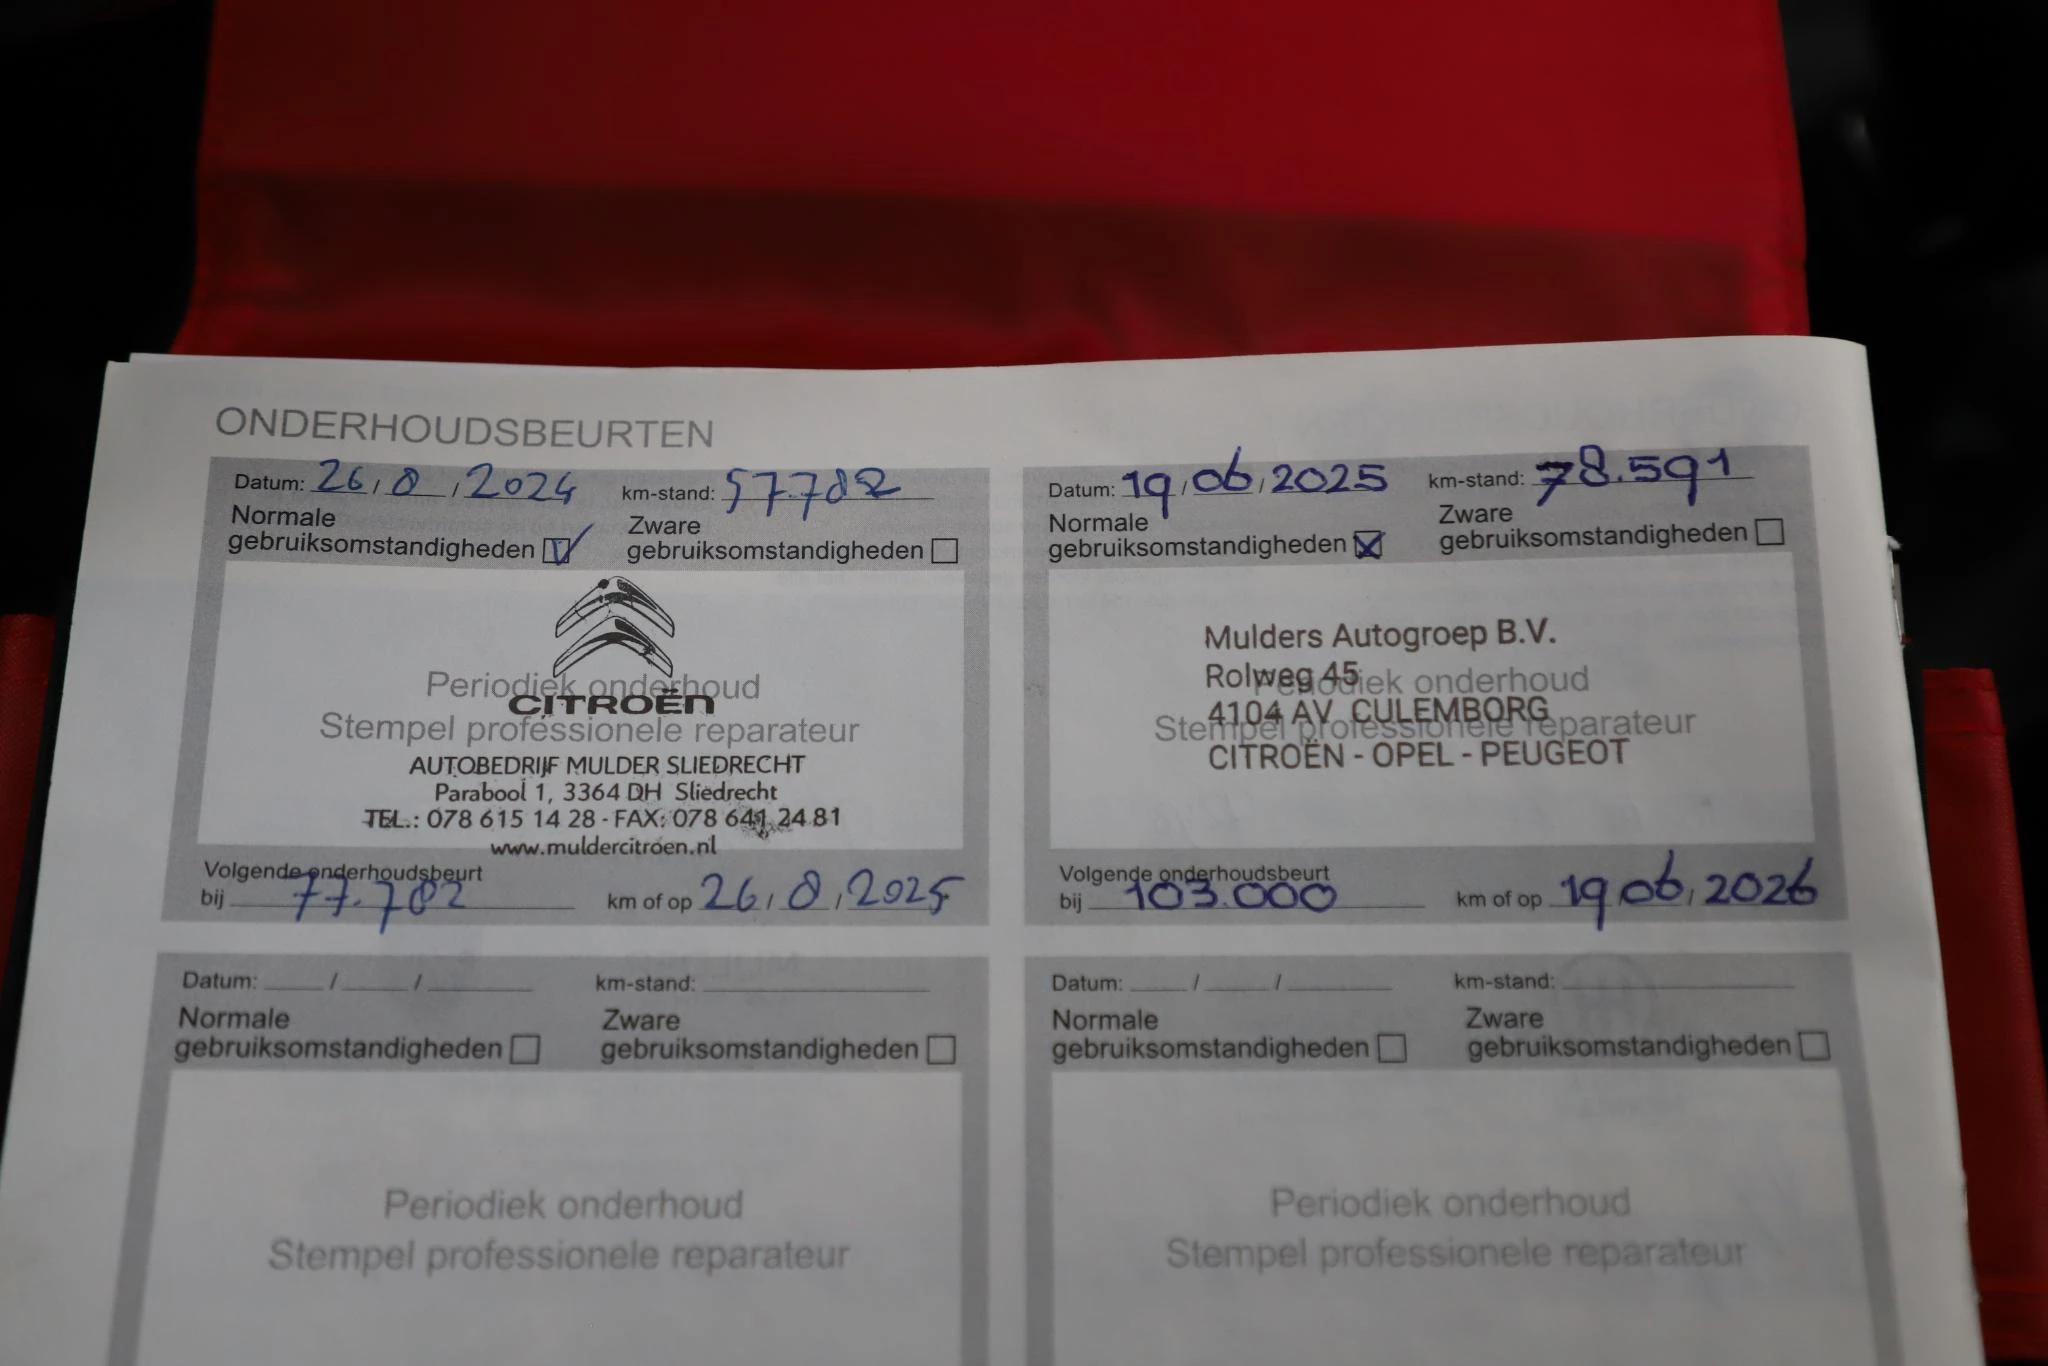 ONDERHOUDSBEURTEN
Datum: 26 / 8 / 2024 km-stand: 57.782
Normale gebruiksomstandigheden Zware gebruiksomstandigheden
Periodiek onderhoud
CITROËN
Stempel professionele reparateur
AUTOBEDRIJF MULDER SLIEDRECHT
Parabool 1, 3364 DH Sliedrecht
TEL.: 078 615 14 28 - FAX: 078 641 24 81
www.muldercitroen.nl
Volgende onderhoudsbeurt
bij 77.782 km of op 26 / 8 / 2025
Datum: 19 / 06 / 2025 km-stand: 78.591
Normale gebruiksomstandigheden Zware gebruiksomstandigheden
Mulders Autogroep B.V.
Rolweg 45
Periodiek onderhoud
4104 AV CULEMBORG
Stempel professionele reparateur
CITROËN - OPEL - PEUGEOT
Volgende onderhoudsbeurt
bij 103.000 km of op 19 / 06 / 2026
Datum: / / km-stand:
Normale gebruiksomstandigheden Zware gebruiksomstandigheden
Periodiek onderhoud
Stempel professionele reparateur
Datum: / / km-stand:
Normale gebruiksomstandigheden Zware gebruiksomstandigheden
Periodiek onderhoud
Stempel professionele reparateur